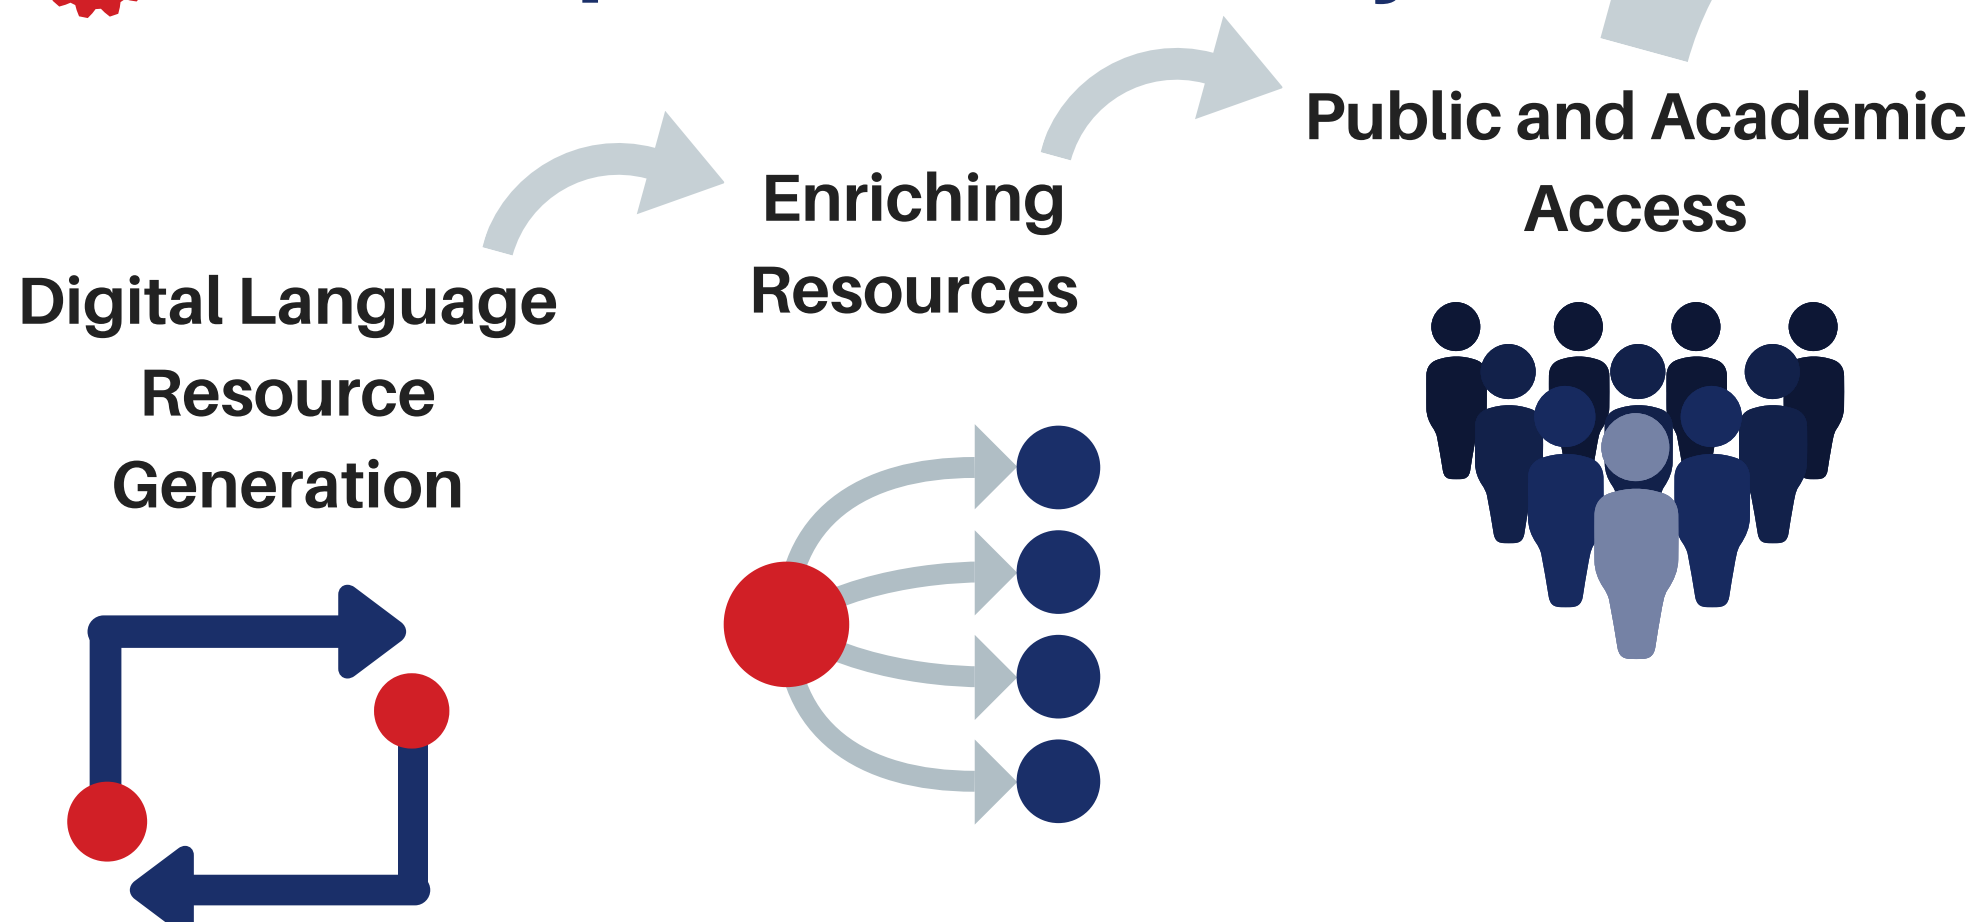 Digital Language
Resource
Generation
Enriching
Resources
Public and Academic
Access